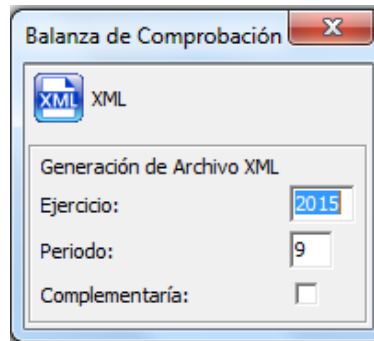 Balanza de Comprobación X
XML XML
Generación de Archivo XML
Ejercicio: 2015
Periodo: 9
Complementaría: